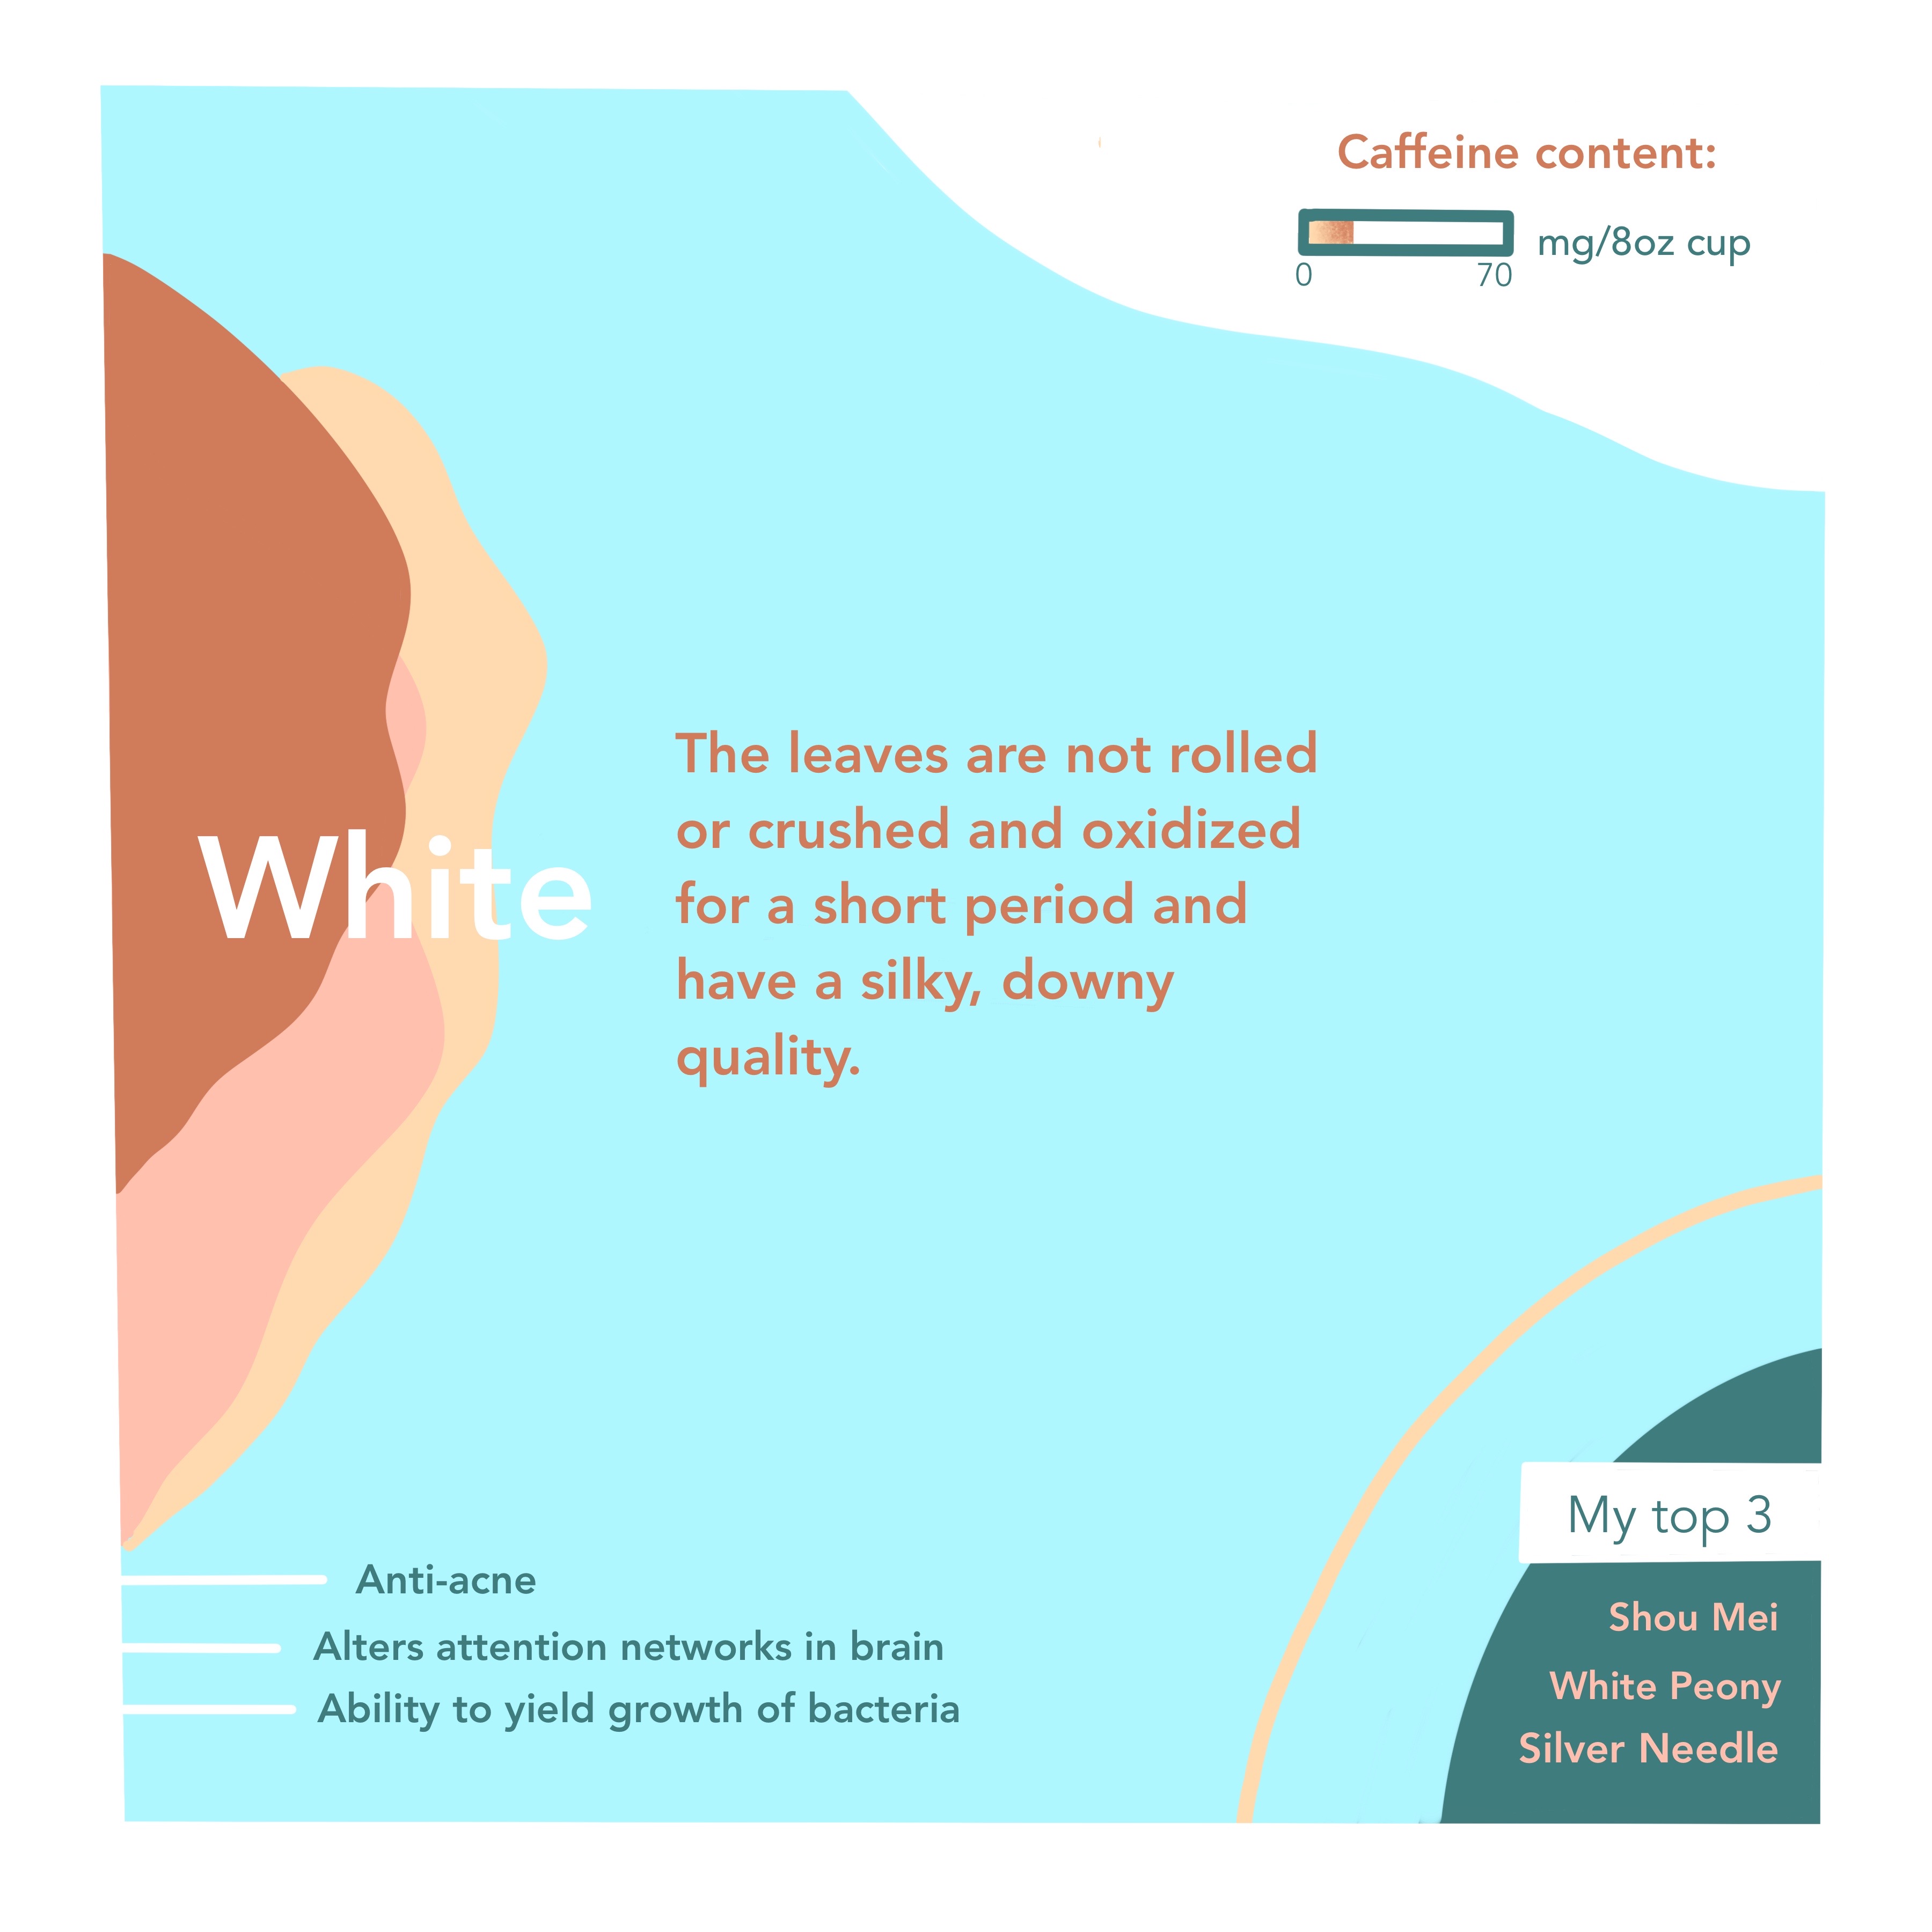 Caffeine content:
mg/8oz cup
0 70
White
The leaves are not rolled
or crushed and oxidized
for a short period and
have a silky, downy
quality.
Anti-acne
Alters attention networks in brain
Ability to yield growth of bacteria
My top 3
Shou Mei
White Peony
Silver Needle